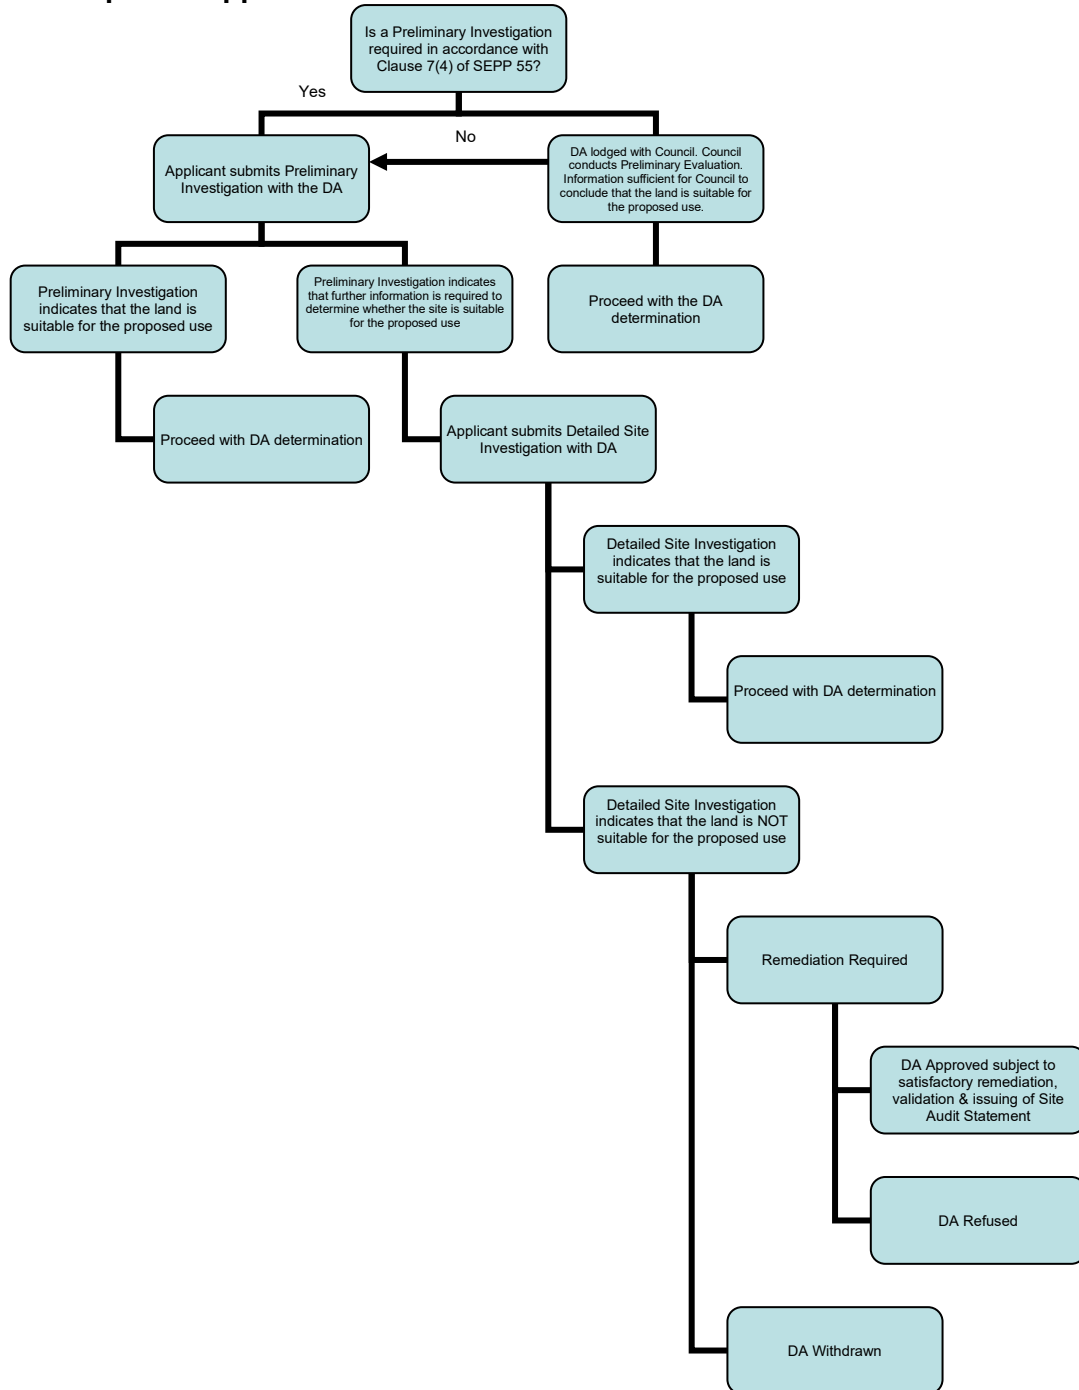 Is a Preliminary Investigation
required in accordance with
Clause 7(4) of SEPP 55?
Yes
No
Applicant submits Preliminary
Investigation with the DA
DA lodged with Council. Council
conducts Preliminary Evaluation.
Information sufficient for Council to
conclude that the land is suitable for
the proposed use.
Preliminary Investigation
indicates that the land is
suitable for the proposed use
Preliminary Investigation indicates
that further information is required to
determine whether the site is suitable
for the proposed use
Proceed with the DA
determination
Proceed with DA determination
Applicant submits Detailed Site
Investigation with DA
Detailed Site Investigation
indicates that the land is
suitable for the proposed use
Proceed with DA determination
Detailed Site Investigation
indicates that the land is NOT
suitable for the proposed use
Remediation Required
DA Approved subject to
satisfactory remediation,
validation & issuing of Site
Audit Statement
DA Refused
DA Withdrawn